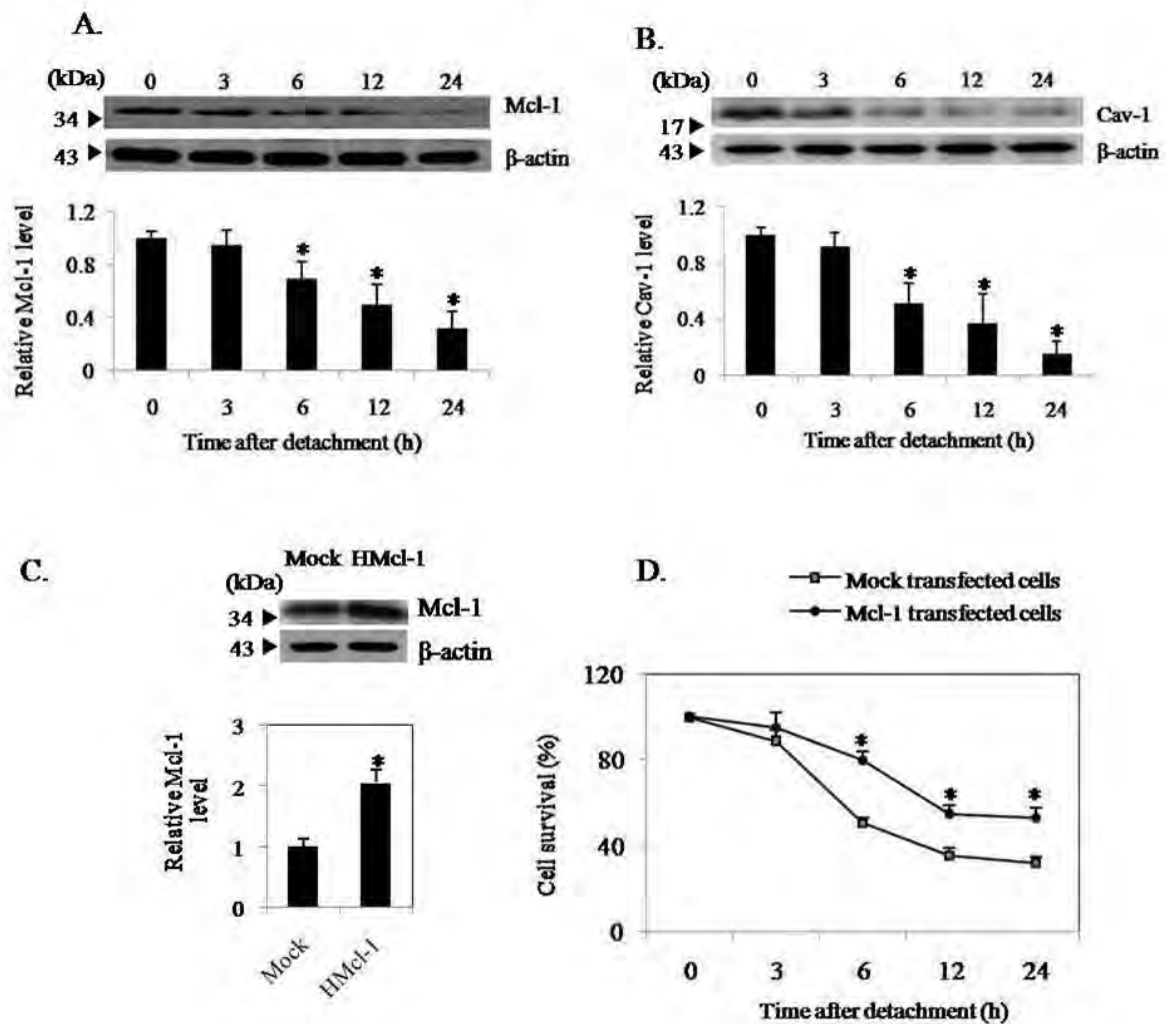 A.
(kDa) 0 3 6 12 24
Mcl-1
34
43
β-actin
Relative Mcl-1 level
1.2
0.8
0.4
0
* * *
0 3 6 12 24
Time after detachment (h)
B.
(kDa) 0 3 6 12 24
Cav-1
17
43
β-actin
Relative Cav-1 level
1.2
0.8
0.4
0
* * *
0 3 6 12 24
Time after detachment (h)
C.
Mock HMcl-1
(kDa)
34
Mcl-1
43
β-actin
Relative Mcl-1
level
3
2
1
0
*
Mock HMcl-1
D.
Mock transfected cells
Mcl-1 transfected cells
Cell survival (%)
120
80
40
0
* * *
0 3 6 12 24
Time after detachment (h)